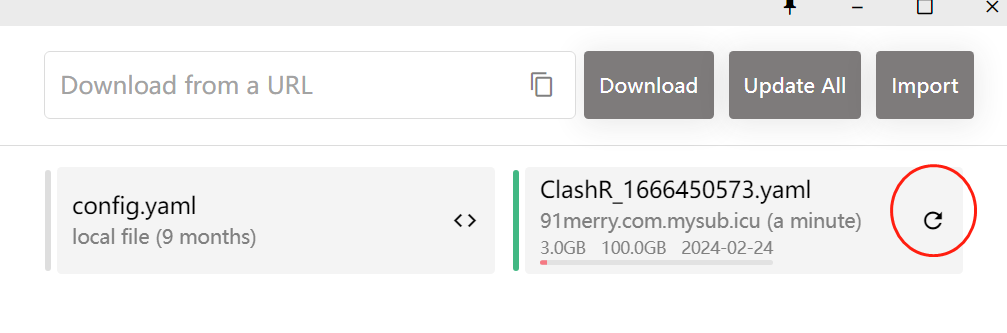 Download from a URL
Download
Update All
Import
config.yaml
local file (9 months)
ClashR_1666450573.yaml
91merry.com.mysub.icu (a minute)
3.0GB 100.0GB 2024-02-24